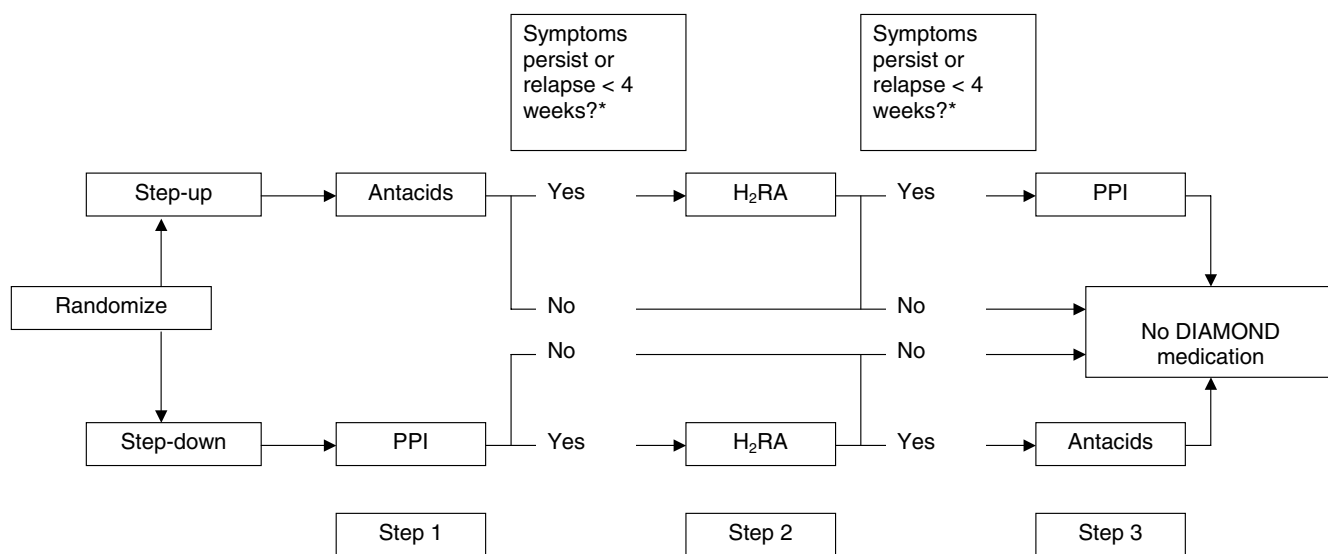 Symptoms
persist or
relapse < 4
weeks?*
Symptoms
persist or
relapse < 4
weeks?*
Step-up
Antacids
Yes
H₂RA
Yes
PPI
Randomize
No
No
No DIAMOND
medication
No
No
Step-down
PPI
Yes
H₂RA
Yes
Antacids
Step 1
Step 2
Step 3